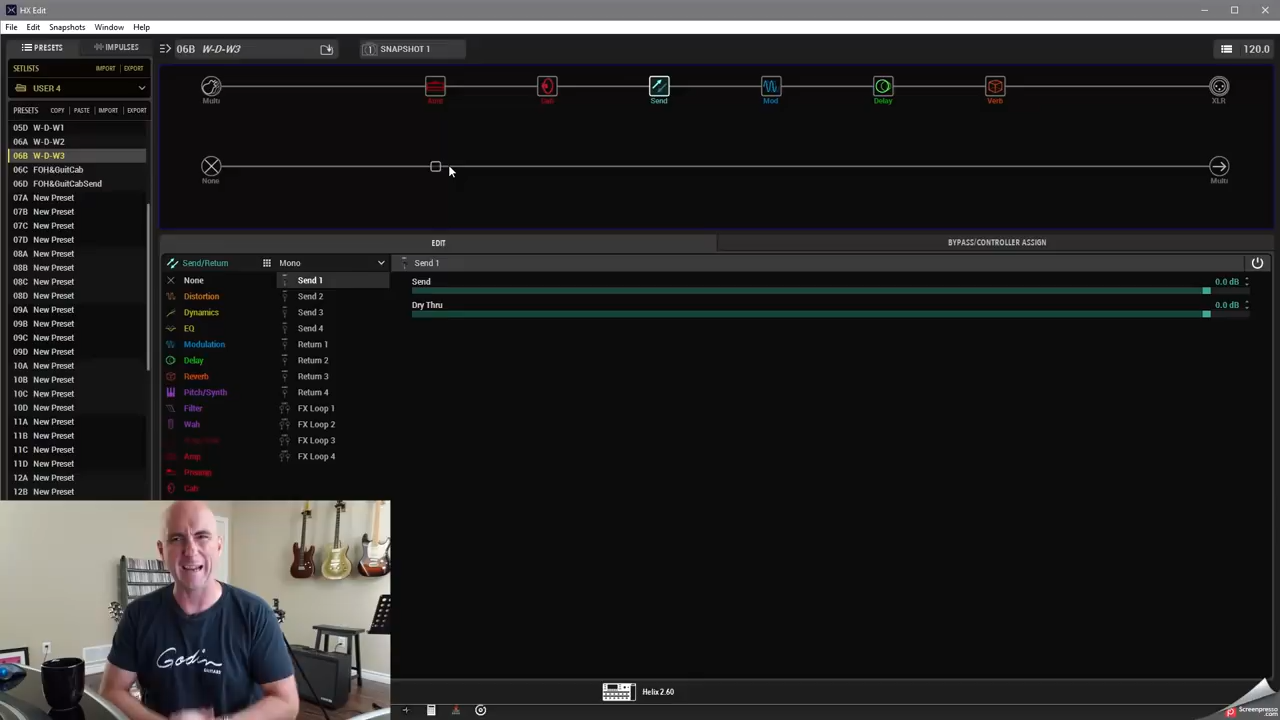 HX Edit
File Edit Snapshots Window Help
PRESETS IMPULSES
06B W-D-W3
1 SNAPSHOT 1
120.0
SETLISTS IMPORT EXPORT
USER 4
PRESETS COPY PASTE IMPORT EXPORT
05D W-D-W1
06A W-D-W2
06B W-D-W3
06C FOH&GuitCab
06D FOH&GuitCabSend
07A New Preset
07B New Preset
07C New Preset
07D New Preset
08A New Preset
08B New Preset
08C New Preset
08D New Preset
09A New Preset
09B New Preset
09C New Preset
09D New Preset
10A New Preset
10B New Preset
10C New Preset
10D New Preset
11A New Preset
11B New Preset
11C New Preset
11D New Preset
12A New Preset
12B New Preset
Multi
Cab
Send
Mod
Delay
Verb
XLR
None
Multi
EDIT
BYPASS/CONTROLLER ASSIGN
Send/Return
Mono
Send 1
None
Distortion
Dynamics
EQ
Modulation
Delay
Reverb
Pitch/Synth
Filter
Wah
Amp
Preamp
Cab
Send 1
Send 2
Send 3
Send 4
Return 1
Return 2
Return 3
Return 4
FX Loop 1
FX Loop 2
FX Loop 3
FX Loop 4
Send 0.0 dB
Dry Thru 0.0 dB
Godin
GUITARS
Helix 2.60
Screenpresso
.com